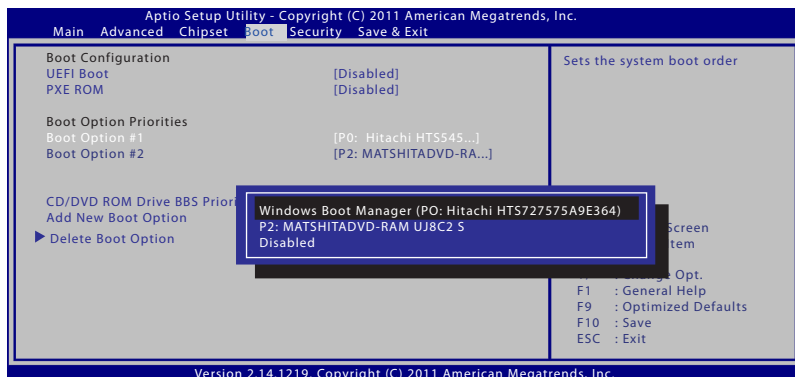 Aptio Setup Utility - Copyright (C) 2011 American Megatrends, Inc.
Main Advanced Chipset Boot Security Save & Exit
Boot Configuration
UEFI Boot [Disabled]
PXE ROM [Disabled]
Boot Option Priorities
Boot Option #1 [P0: Hitachi HTS545...]
Boot Option #2 [P2: MATSHITADVD-RA...]
CD/DVD ROM Drive BBS Priori
Add New Boot Option
Delete Boot Option
Windows Boot Manager (PO: Hitachi HTS727575A9E364)
P2: MATSHITADVD-RAM UJ8C2 S
Disabled
Sets the system boot order
Screen
tem
Opt.
F1 : General Help
F9 : Optimized Defaults
F10 : Save
ESC : Exit
Version 2.14.1219. Copyright (C) 2011 American Megatrends, Inc.